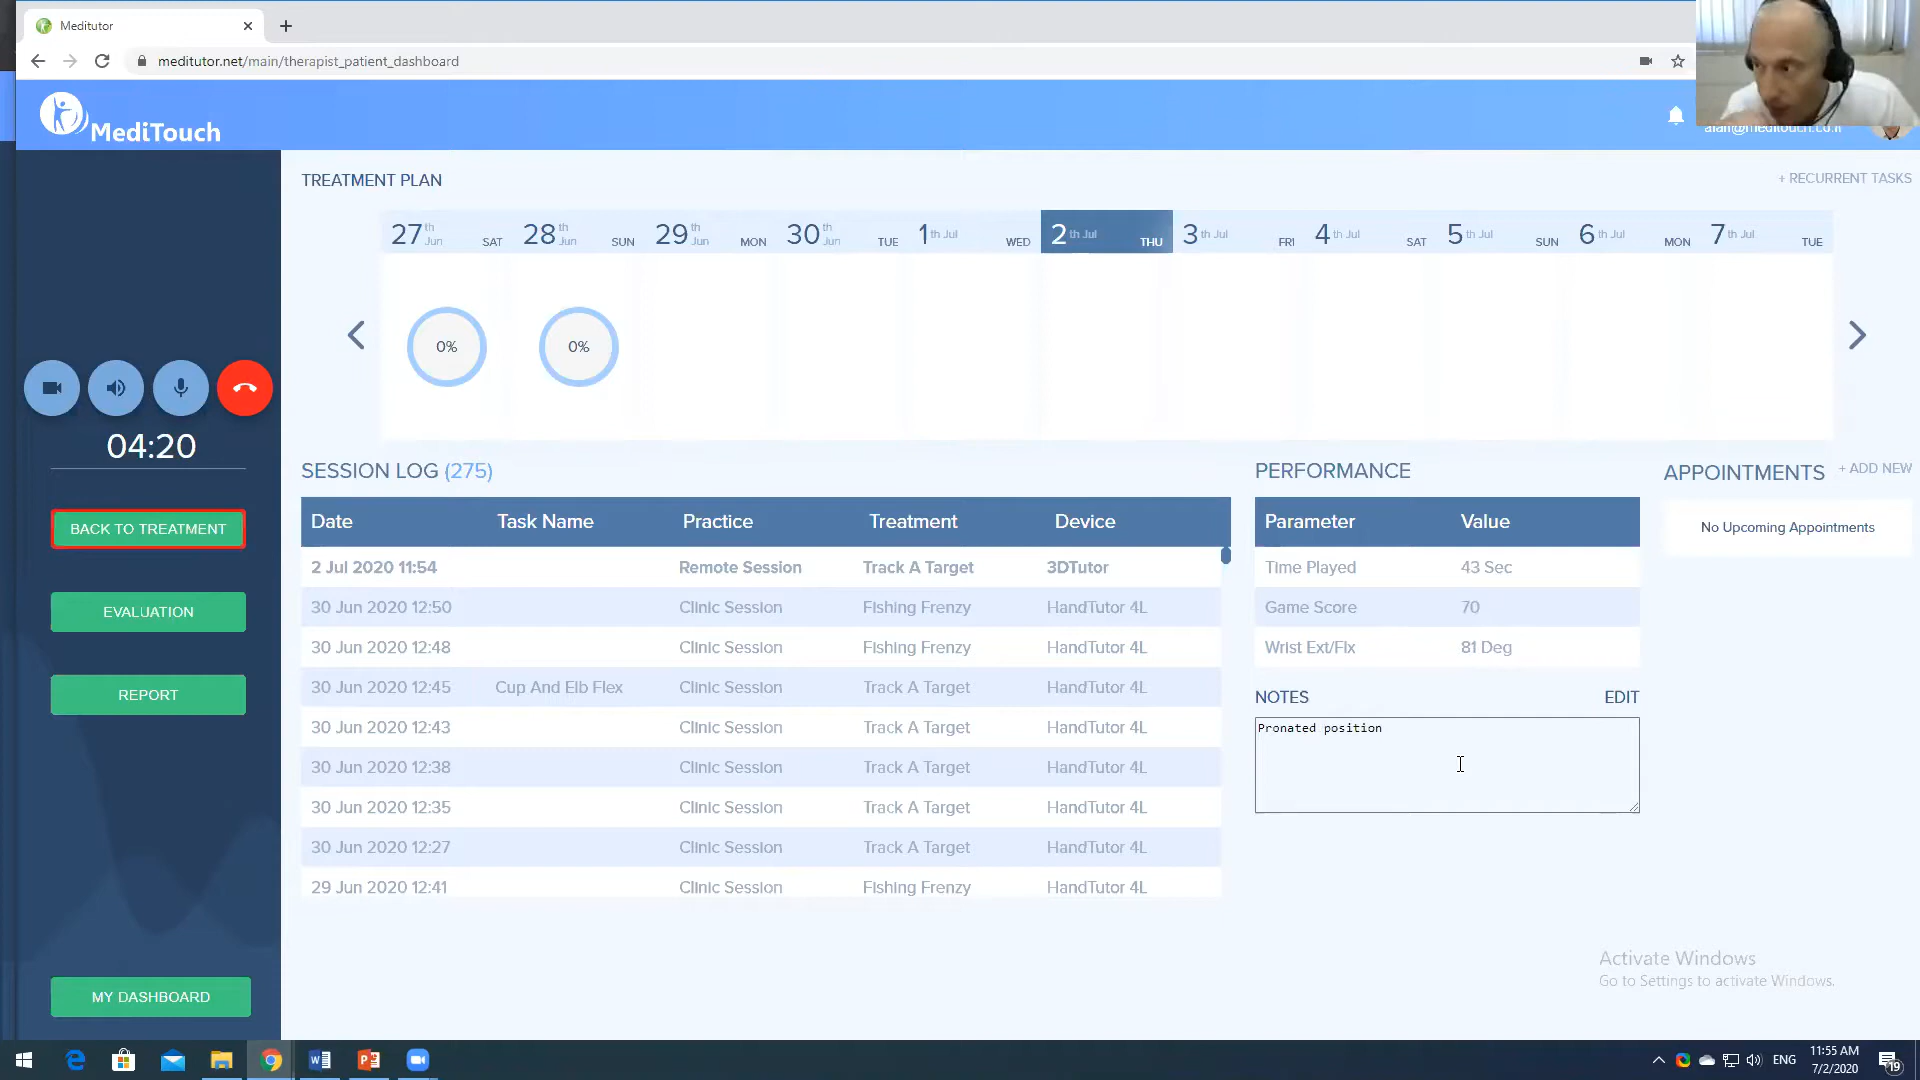 Meditutor
meditutor.net/main/therapist_patient_dashboard
MediTouch
alan@meditouch.co.il
TREATMENT PLAN
+ RECURRENT TASKS
27 th Jun SAT 28 th Jun SUN 29 th Jun MON 30 th Jun TUE 1 th Jul WED 2 th Jul THU 3 th Jul FRI 4 th Jul SAT 5 th Jul SUN 6 th Jul MON 7 th Jul TUE
0% 0%
04:20
BACK TO TREATMENT
EVALUATION
REPORT
MY DASHBOARD
SESSION LOG (275)
Date Task Name Practice Treatment Device
2 Jul 2020 11:54 Remote Session Track A Target 3DTutor
30 Jun 2020 12:50 Clinic Session Fishing Frenzy HandTutor 4L
30 Jun 2020 12:48 Clinic Session Fishing Frenzy HandTutor 4L
30 Jun 2020 12:45 Cup And Elb Flex Clinic Session Track A Target HandTutor 4L
30 Jun 2020 12:43 Clinic Session Track A Target HandTutor 4L
30 Jun 2020 12:38 Clinic Session Track A Target HandTutor 4L
30 Jun 2020 12:35 Clinic Session Track A Target HandTutor 4L
30 Jun 2020 12:27 Clinic Session Track A Target HandTutor 4L
29 Jun 2020 12:41 Clinic Session Fishing Frenzy HandTutor 4L
PERFORMANCE
Parameter Value
Time Played 43 Sec
Game Score 70
Wrist Ext/Flx 81 Deg
NOTES EDIT
Pronated position
APPOINTMENTS + ADD NEW
No Upcoming Appointments
Activate Windows
Go to Settings to activate Windows.
ENG
11:55 AM
7/2/2020
19